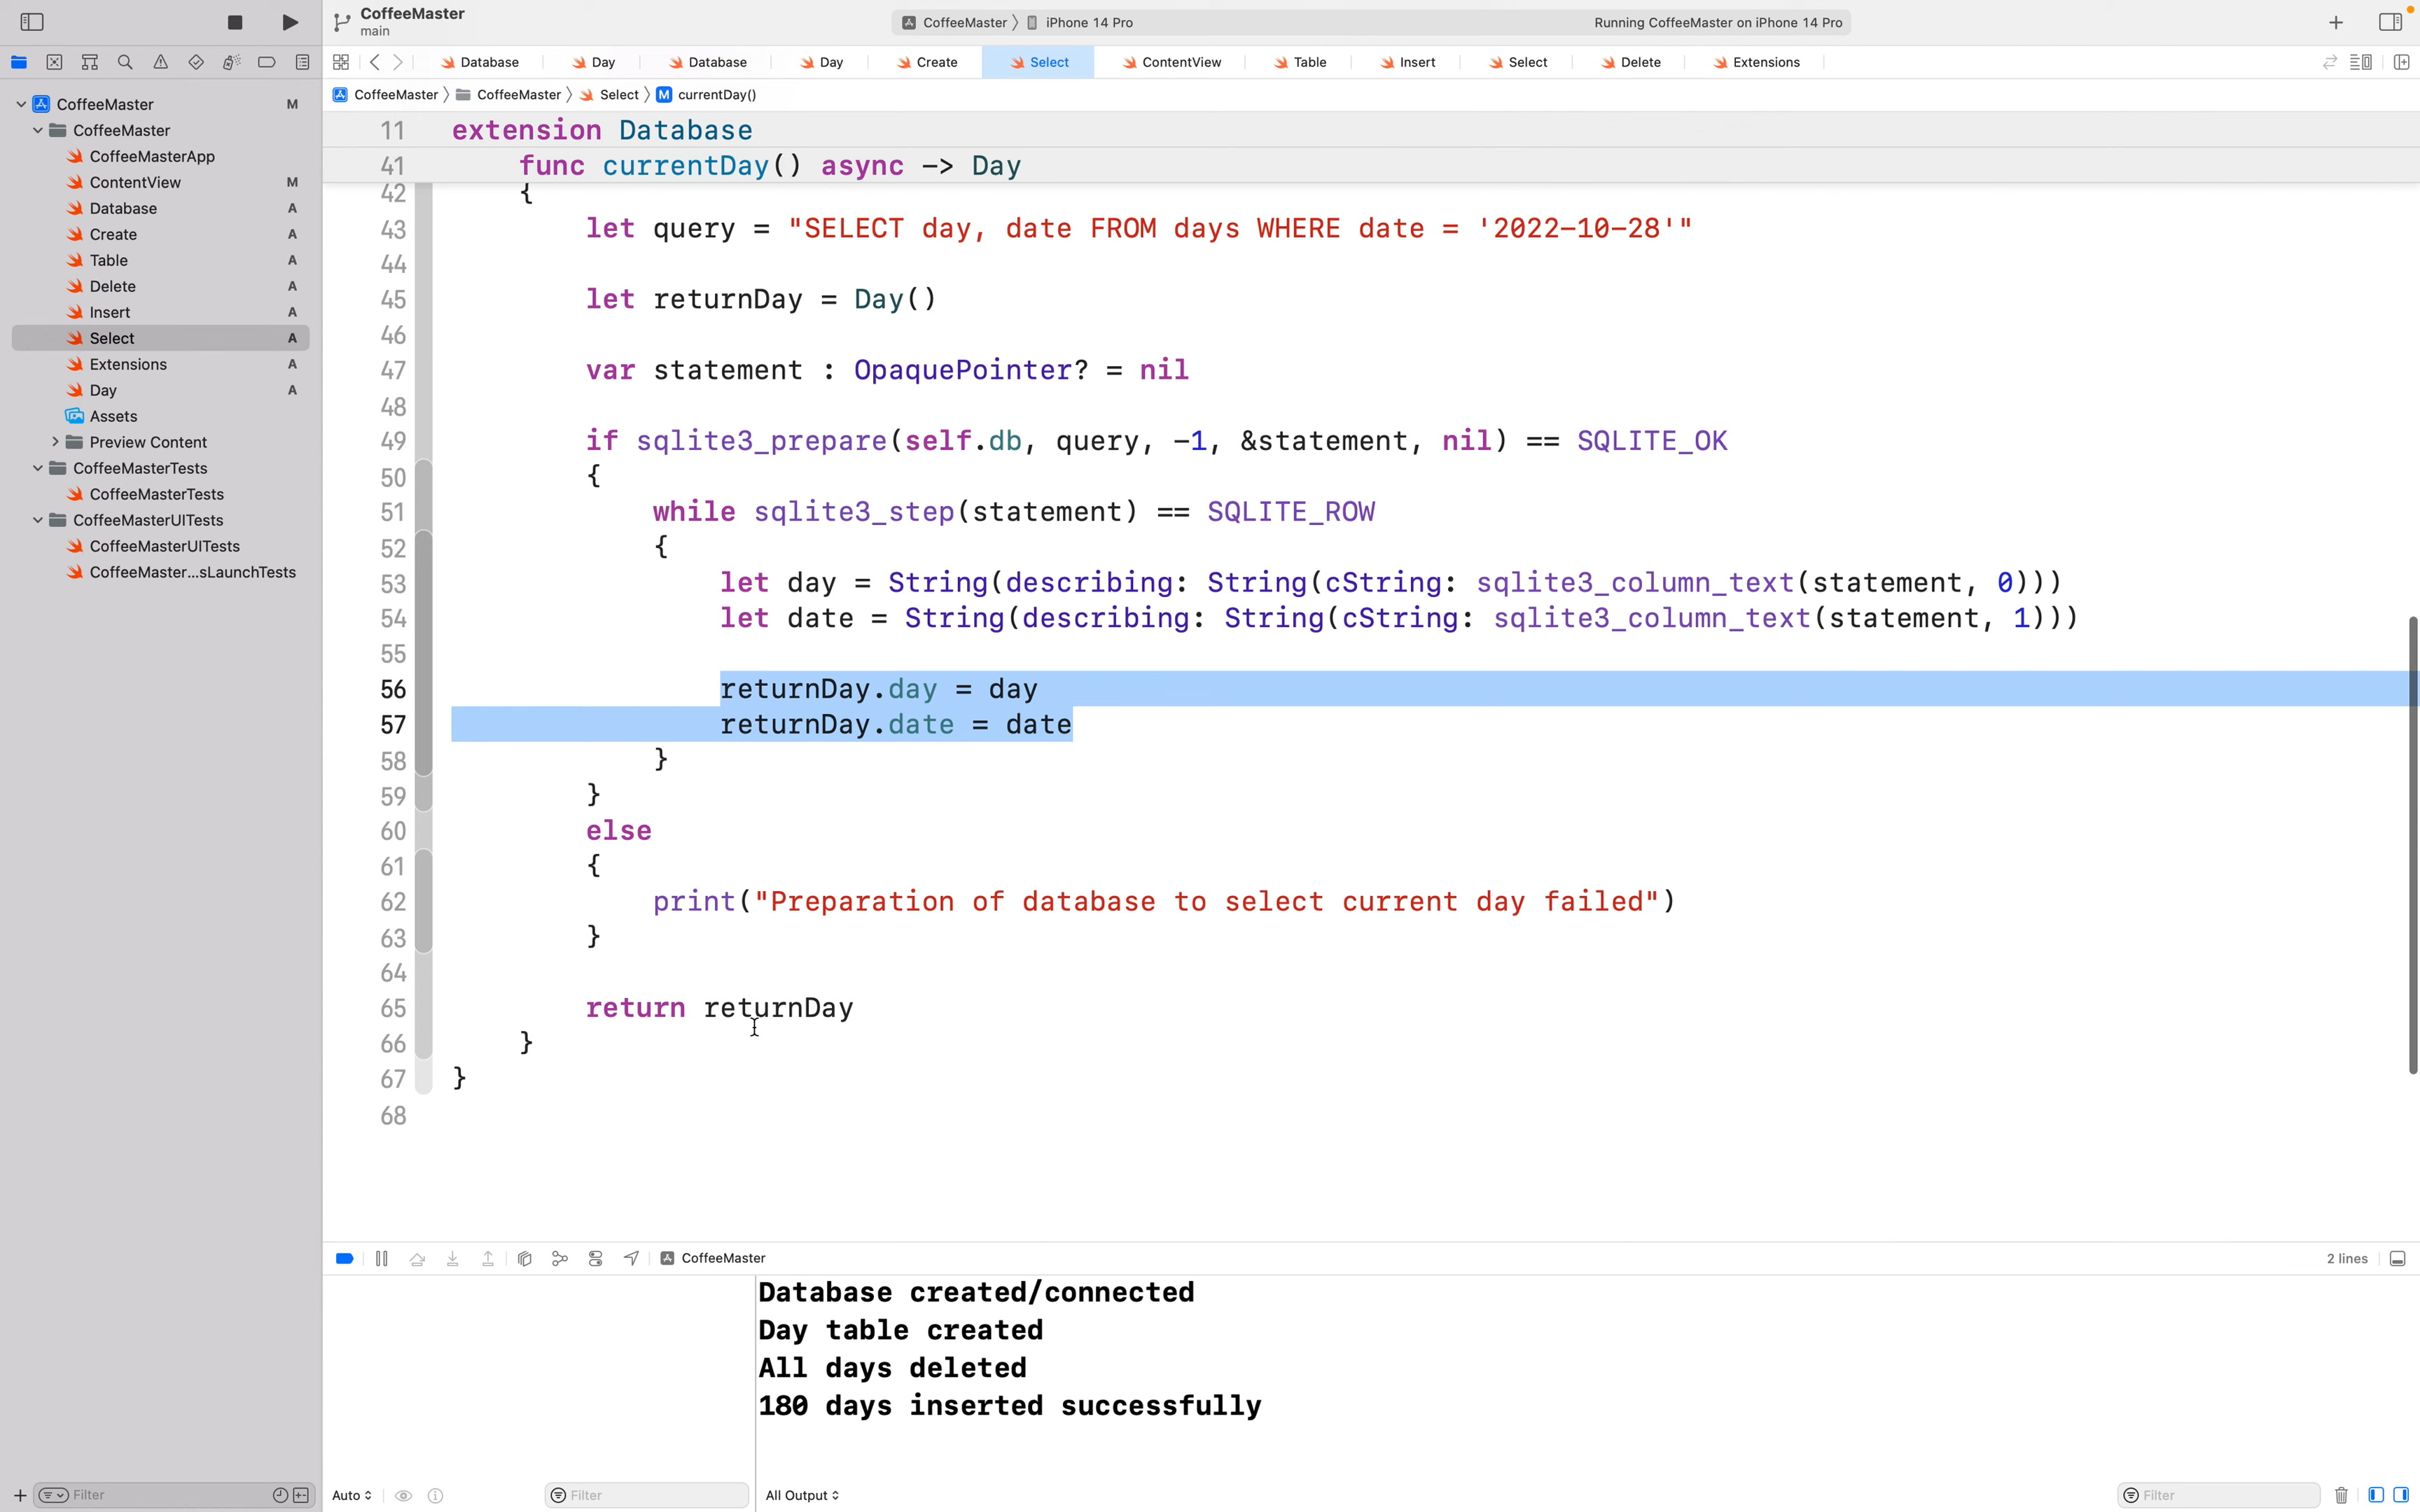 CoffeeMaster
main
CoffeeMaster 〉 iPhone 14 Pro
Running CoffeeMaster on iPhone 14 Pro
Database Day Database Day Create Select ContentView Table Insert Select Delete Extensions
CoffeeMaster 〉 CoffeeMaster 〉 Select 〉 M currentDay()
CoffeeMaster M
CoffeeMaster
CoffeeMasterApp
ContentView M
Database A
Create A
Table A
Delete A
Insert A
Select A
Extensions A
Day A
Assets
Preview Content
CoffeeMasterTests
CoffeeMasterTests
CoffeeMasterUITests
CoffeeMasterUITests
CoffeeMaster...sLaunchTests
Filter
11 extension Database
41 func currentDay() async -> Day
42 {
43 let query = "SELECT day, date FROM days WHERE date = '2022-10-28'"
44
45 let returnDay = Day()
46
47 var statement : OpaquePointer? = nil
48
49 if sqlite3_prepare(self.db, query, -1, &statement, nil) == SQLITE_OK
50 {
51 while sqlite3_step(statement) == SQLITE_ROW
52 {
53 let day = String(describing: String(cString: sqlite3_column_text(statement, 0)))
54 let date = String(describing: String(cString: sqlite3_column_text(statement, 1)))
55
56 returnDay.day = day
57 returnDay.date = date
58 }
59 }
60 else
61 {
62 print("Preparation of database to select current day failed")
63 }
64
65 return returnDay
66 }
67 }
68
CoffeeMaster
2 lines
Database created/connected
Day table created
All days deleted
180 days inserted successfully
Auto
Filter
All Output
Filter